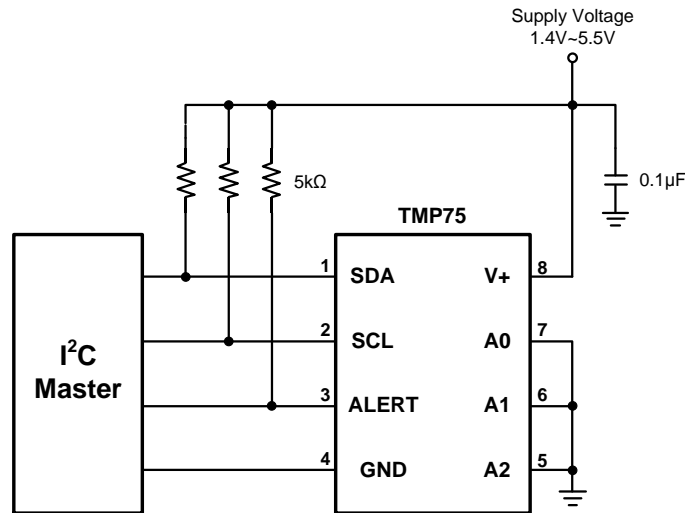 Supply Voltage
1.4V~5.5V
5kΩ
0.1µF
TMP75
I²C
Master
1
SDA
V+
8
2
SCL
A0
7
3
ALERT
A1
6
4
GND
A2
5